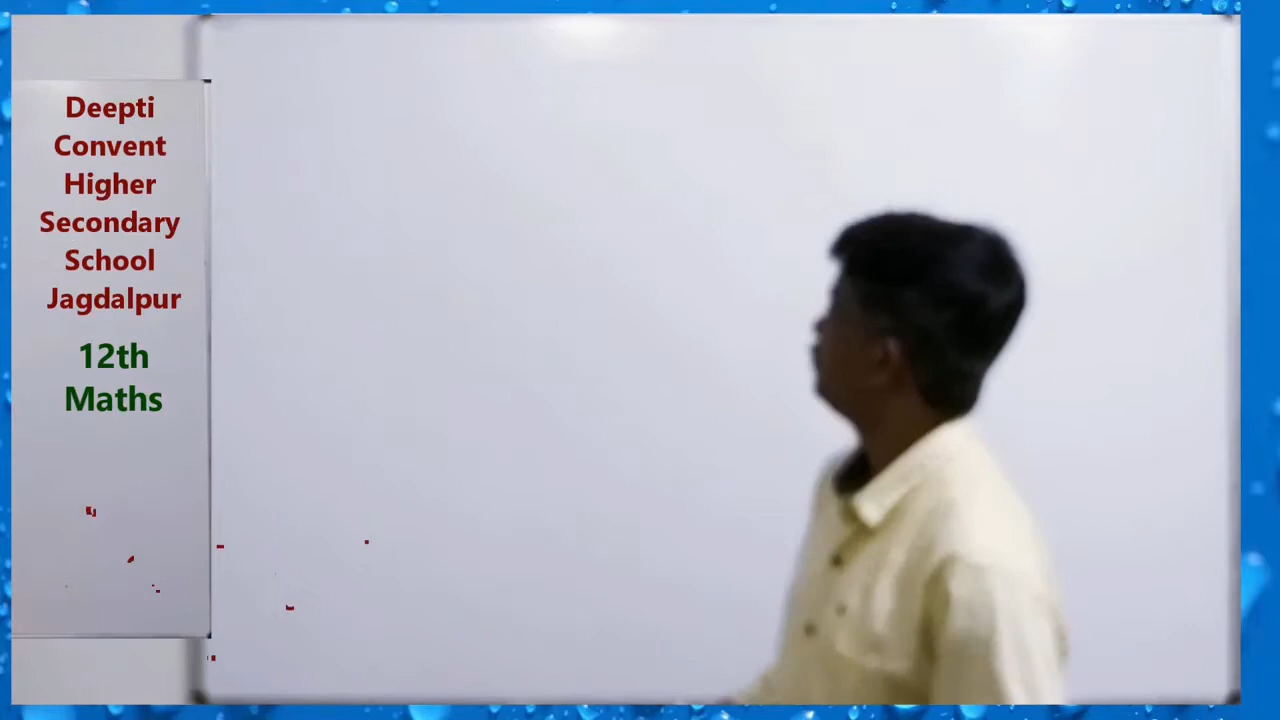 Deepti
Convent
Higher
Secondary
School
Jagdalpur
12th
Maths